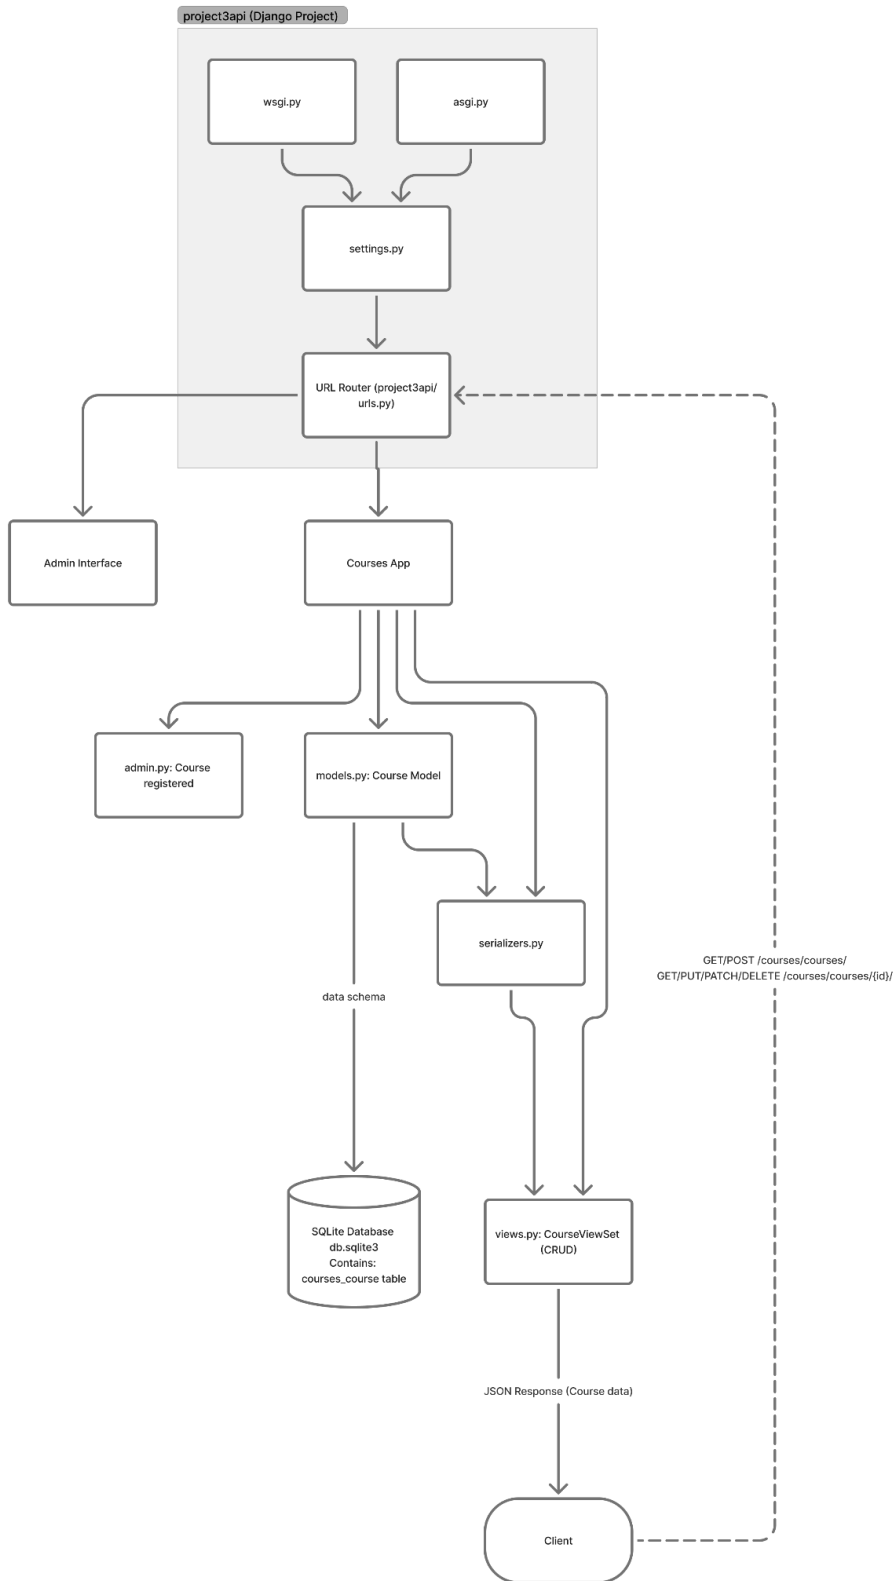 project3api (Django Project)
wsgi.py
asgi.py
settings.py
URL Router (project3api/
urls.py)
Admin Interface
Courses App
admin.py: Course
registered
models.py: Course Model
serializers.py
GET/POST /courses/courses/
GET/PUT/PATCH/DELETE /courses/courses/{id}/
data schema
SQLite Database
db.sqlite3
Contains:
courses_course table
views.py: CourseViewSet
(CRUD)
JSON Response (Course data)
Client